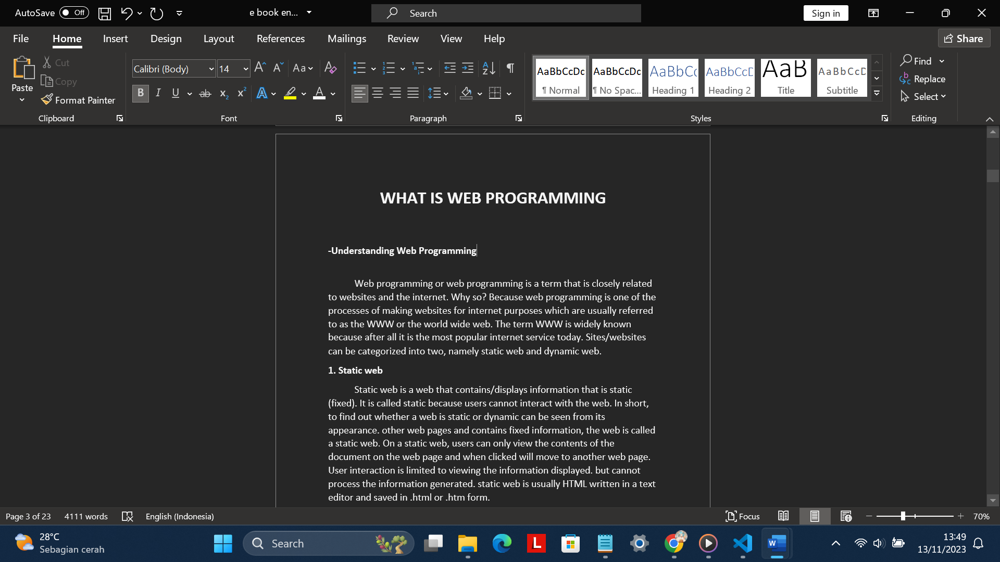 AutoSave Off e book en... Search Sign in
File Home Insert Design Layout References Mailings Review View Help Share
Paste Cut Copy Format Painter Clipboard
Calibri (Body) 14 Font
Paragraph
AaBbCcDc ¶ Normal
AaBbCcDc ¶ No Spac...
AaBbCc Heading 1
AaBbCcD Heading 2
AaB Title
AaBbCcD Subtitle
Styles
Find
Replace
Select
Editing
WHAT IS WEB PROGRAMMING
-Understanding Web Programming
Web programming or web programming is a term that is closely related
to websites and the internet. Why so? Because web programming is one of the
processes of making websites for internet purposes which are usually referred
to as the WWW or the world wide web. The term WWW is widely known
because after all it is the most popular internet service today. Sites/websites
can be categorized into two, namely static web and dynamic web.
1. Static web
Static web is a web that contains/displays information that is static
(fixed). It is called static because users cannot interact with the web. In short,
to find out whether a web is static or dynamic can be seen from its
appearance. other web pages and contains fixed information, the web is called
a static web. On a static web, users can only view the contents of the
document on the web page and when clicked will move to another web page.
User interaction is limited to viewing the information displayed. but cannot
process the information generated. static web is usually HTML written in a text
editor and saved in .html or .htm form.
Page 3 of 23 4111 words English (Indonesia) Focus 70%
28°C
Sebagian cerah
Search
13:49
13/11/2023